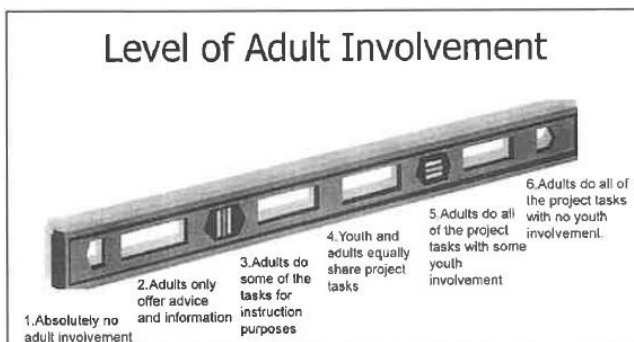 Level of Adult Involvement
1.Absolutely no
adult involvement
2.Adults only
offer advice
and information
3.Adults do
some of the
tasks for
instruction
purposes
4.Youth and
adults equally
share project
tasks
5.Adults do all
of the project
tasks with some
youth
involvement
6.Adults do all of
the project tasks
with no youth
involvement.